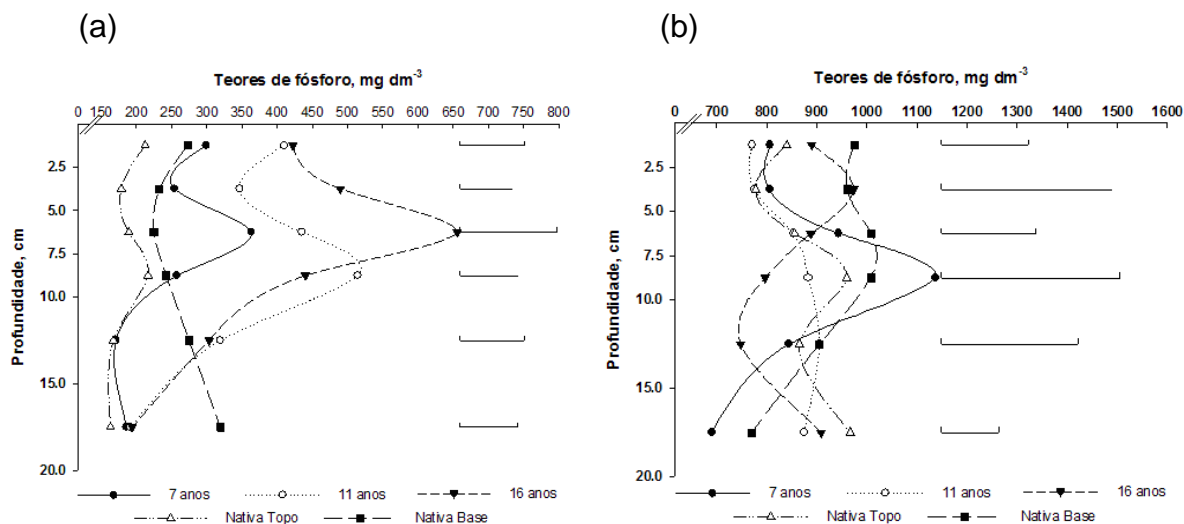 (a)
Teores de fósforo, mg dm-3
0 150 200 250 300 350 400 450 500 550 600 650 700 750 800
Profundidade, cm
2.5
5.0
7.5
10.0
15.0
20.0
7 anos 11 anos 16 anos
Nativa Topo Nativa Base
(b)
Teores de fósforo, mg dm-3
0 700 800 900 1000 1100 1200 1300 1400 1500 1600
Profundidade, cm
2.5
5.0
7.5
10.0
15.0
20.0
7 anos 11 anos 16 anos
Nativa Topo Nativa Base